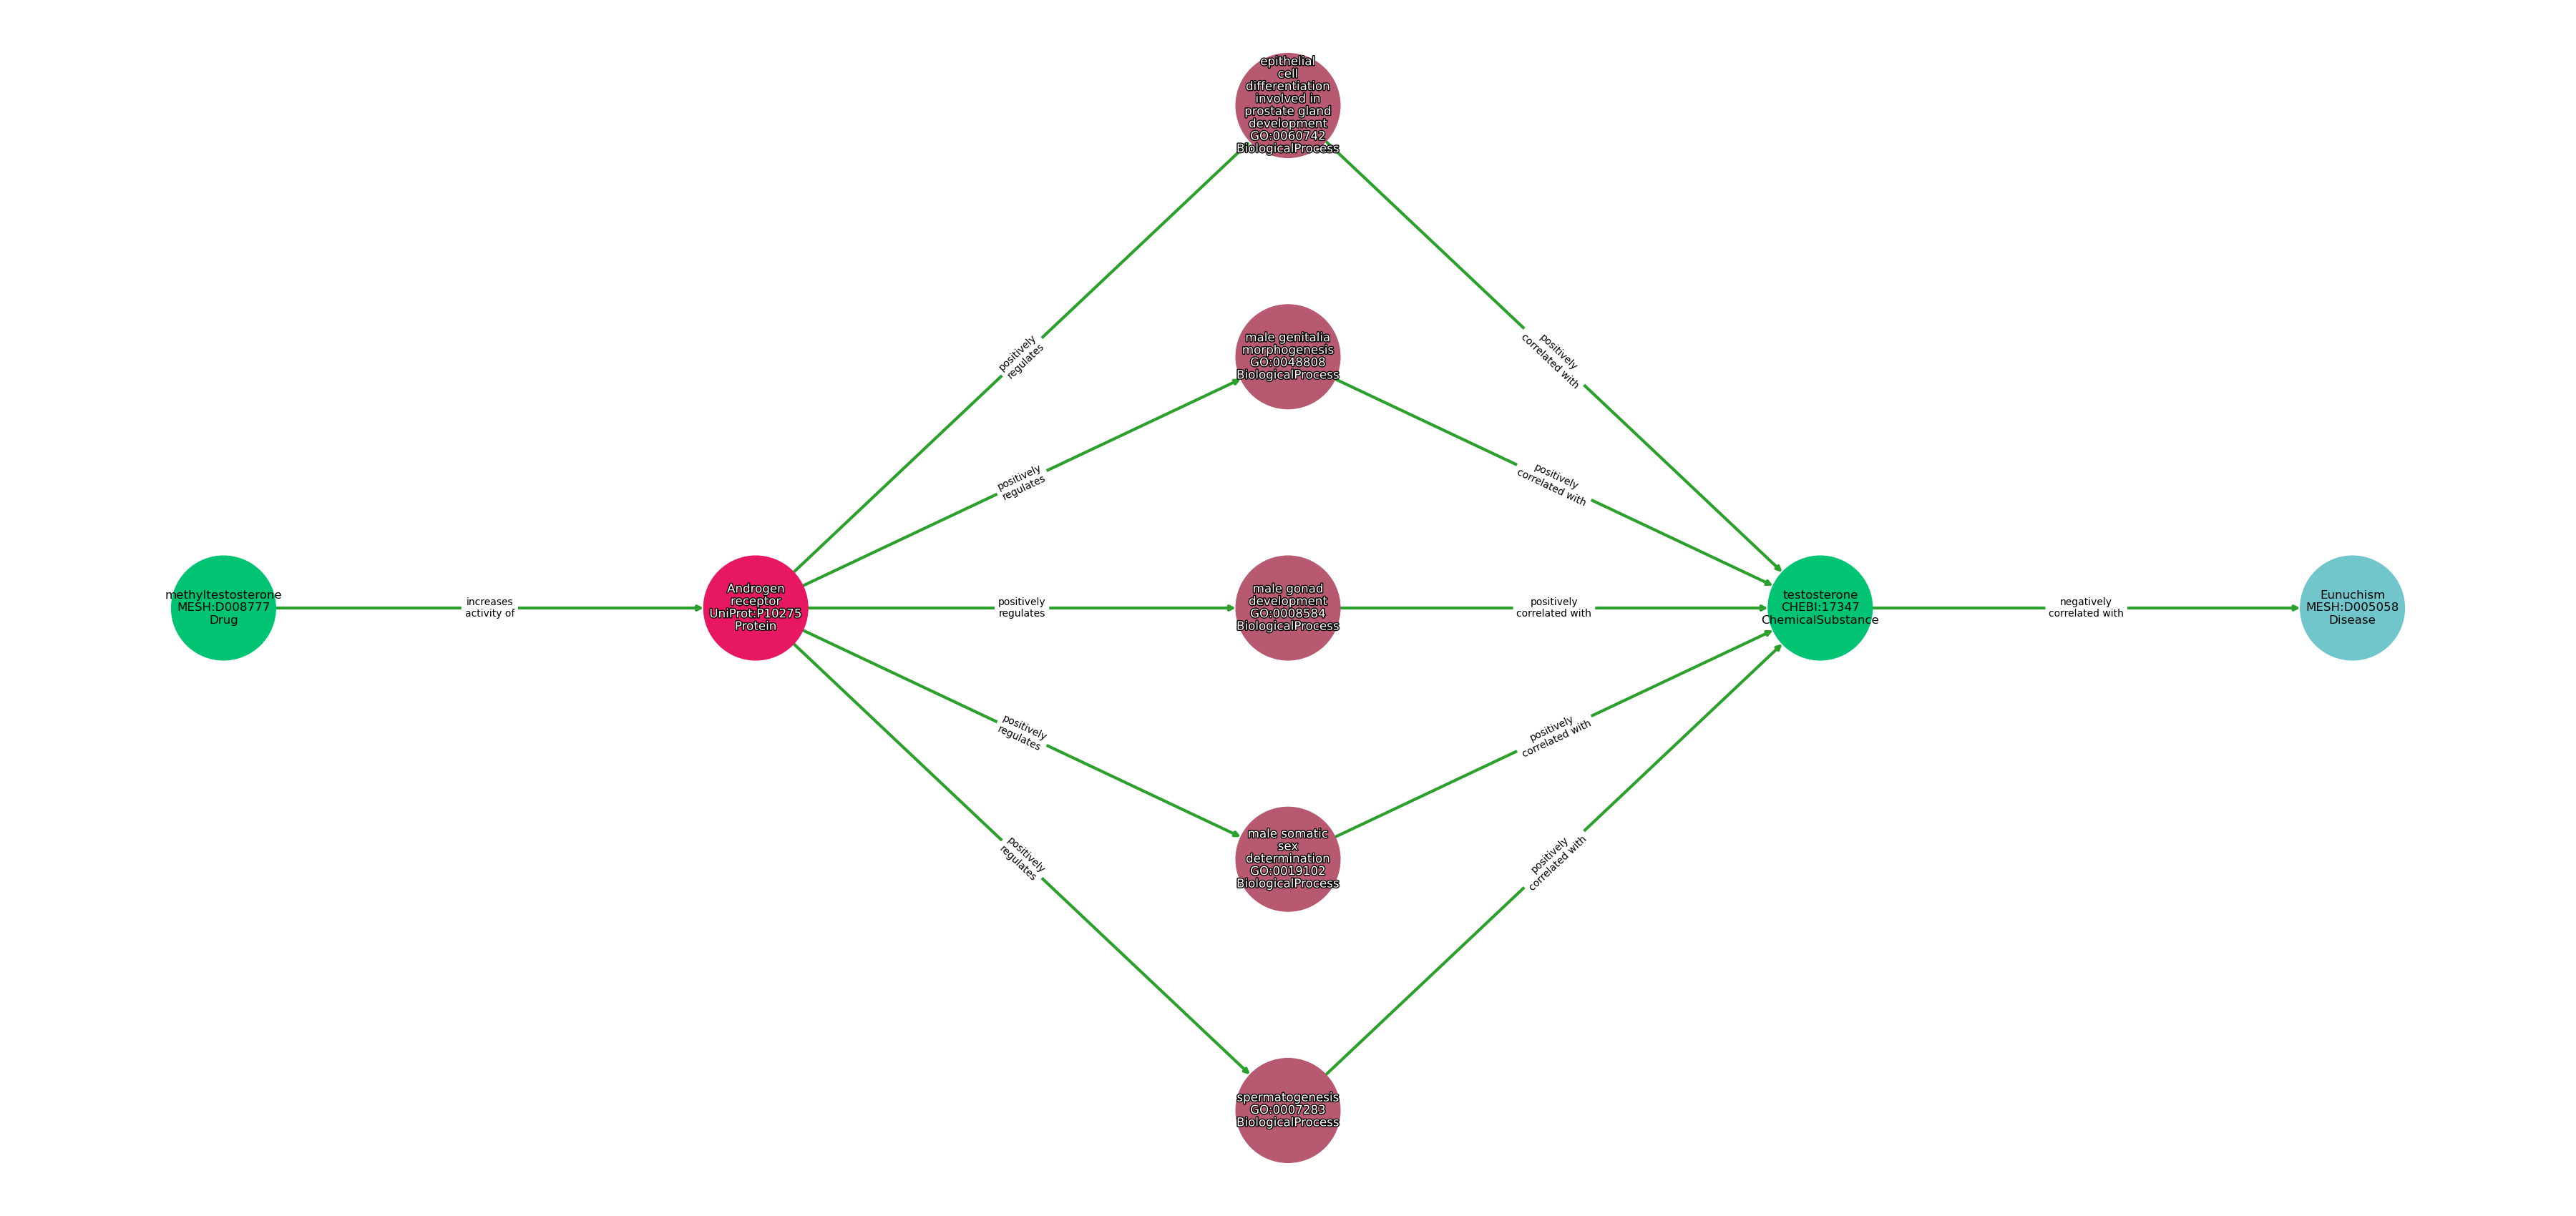 epithelial
cell
differentiation
involved in
prostate gland
development
GO:0060742
BiologicalProcess
positively
regulates
positively
correlated with
male genitalia
morphogenesis
GO:0048808
BiologicalProcess
positively
regulates
positively
correlated with
methyltestosterone
MESH:D008777
Drug
increases
activity of
Androgen
receptor
UniProt:P10275
Protein
positively
regulates
male gonad
development
GO:0008584
BiologicalProcess
positively
correlated with
testosterone
CHEBI:17347
ChemicalSubstance
negatively
correlated with
Eunuchism
MESH:D005058
Disease
positively
regulates
positively
correlated with
male somatic
sex
determination
GO:0019102
BiologicalProcess
positively
regulates
positively
correlated with
spermatogenesis
GO:0007283
BiologicalProcess